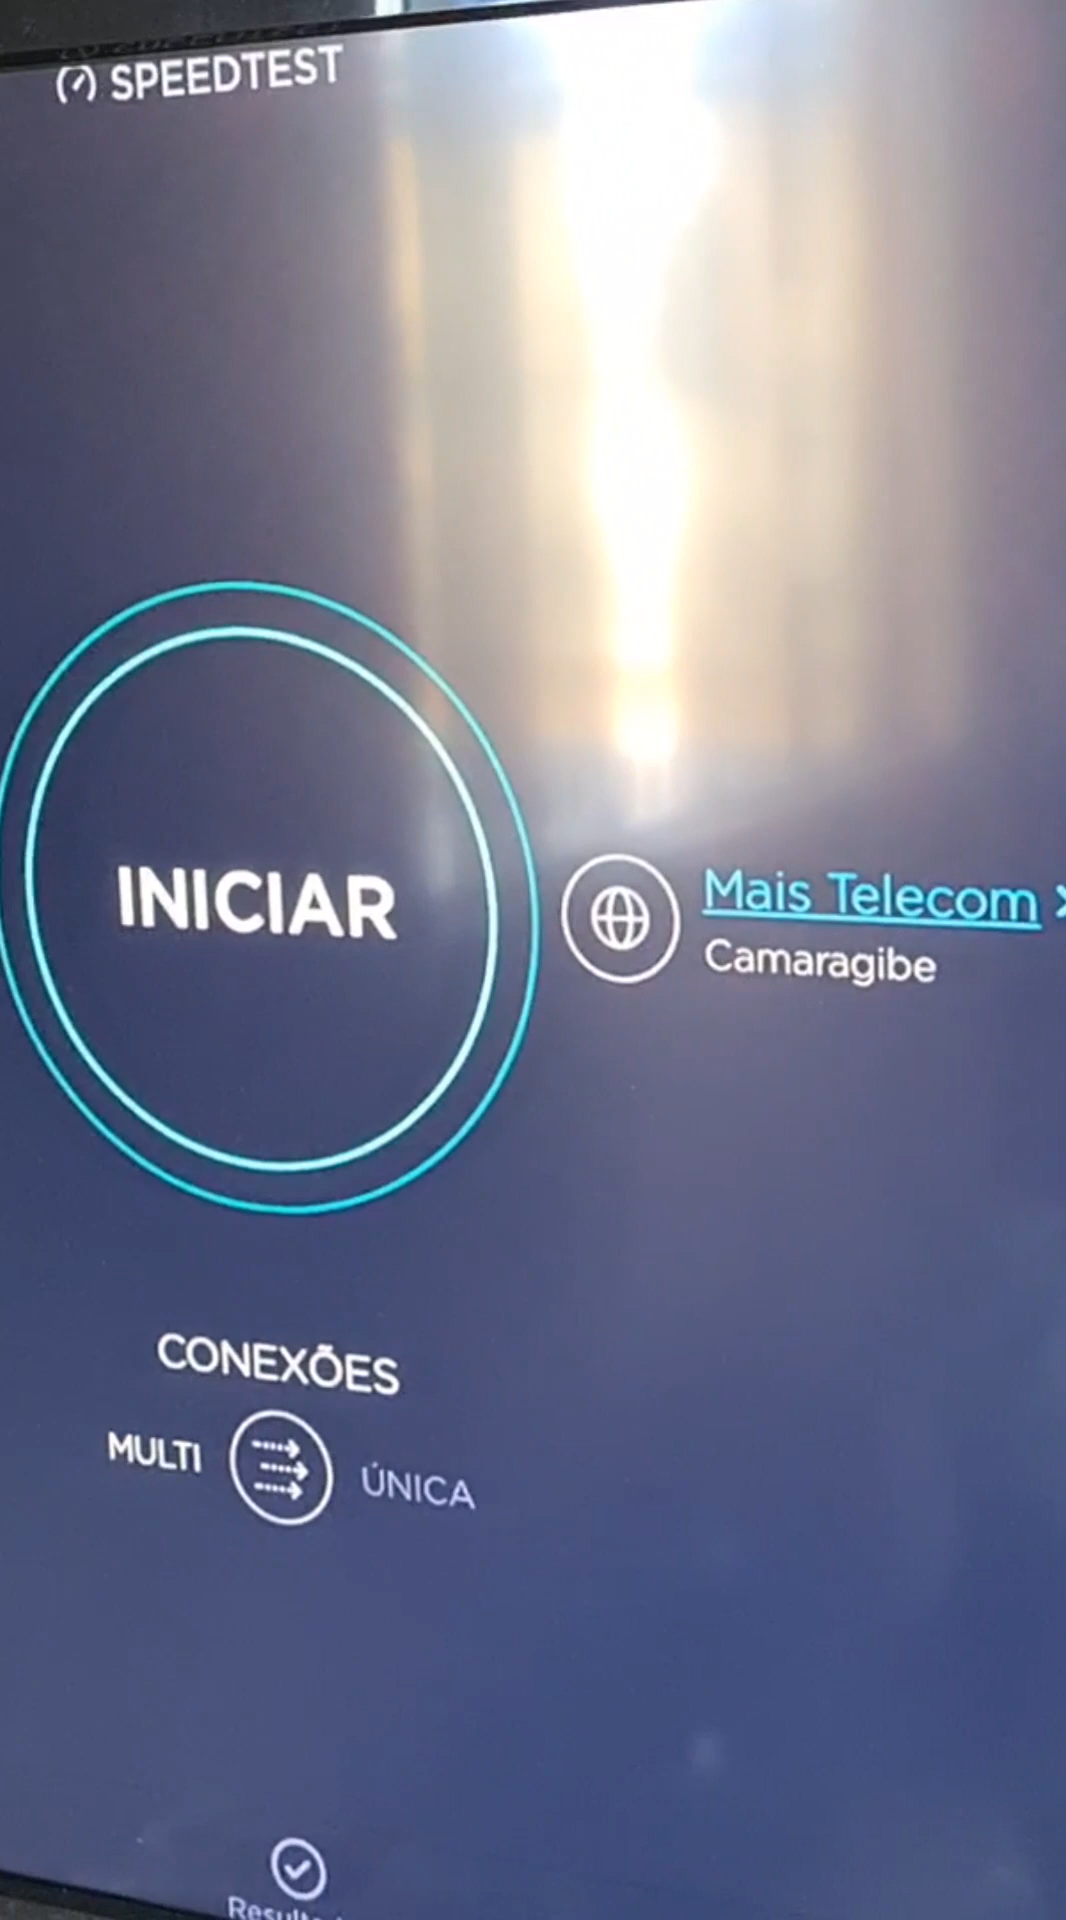 SPEEDTEST
INICIAR
Mais Telecom
Camaragibe
CONEXÕES
MULTI
ÚNICA